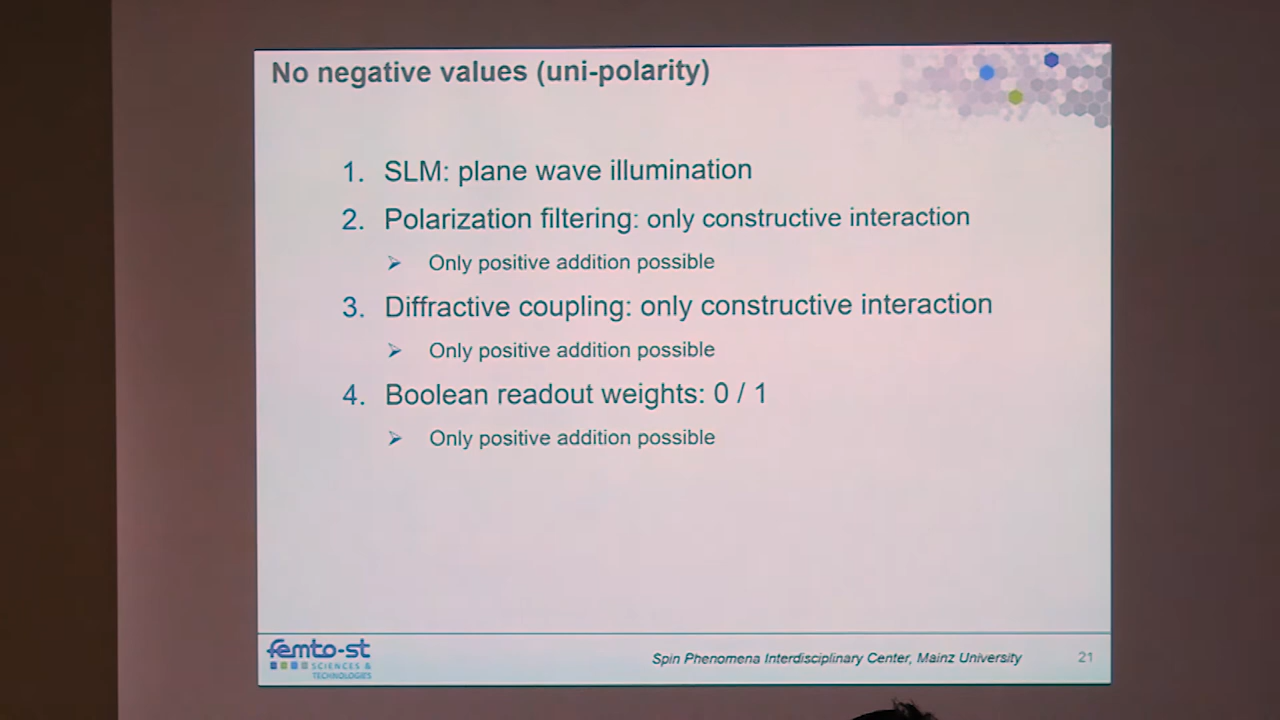 No negative values (uni-polarity)
1. SLM: plane wave illumination
2. Polarization filtering: only constructive interaction
➢ Only positive addition possible
3. Diffractive coupling: only constructive interaction
➢ Only positive addition possible
4. Boolean readout weights: 0 / 1
➢ Only positive addition possible
femto-st
SCIENCES &
TECHNOLOGIES
Spin Phenomena Interdisciplinary Center, Mainz University
21